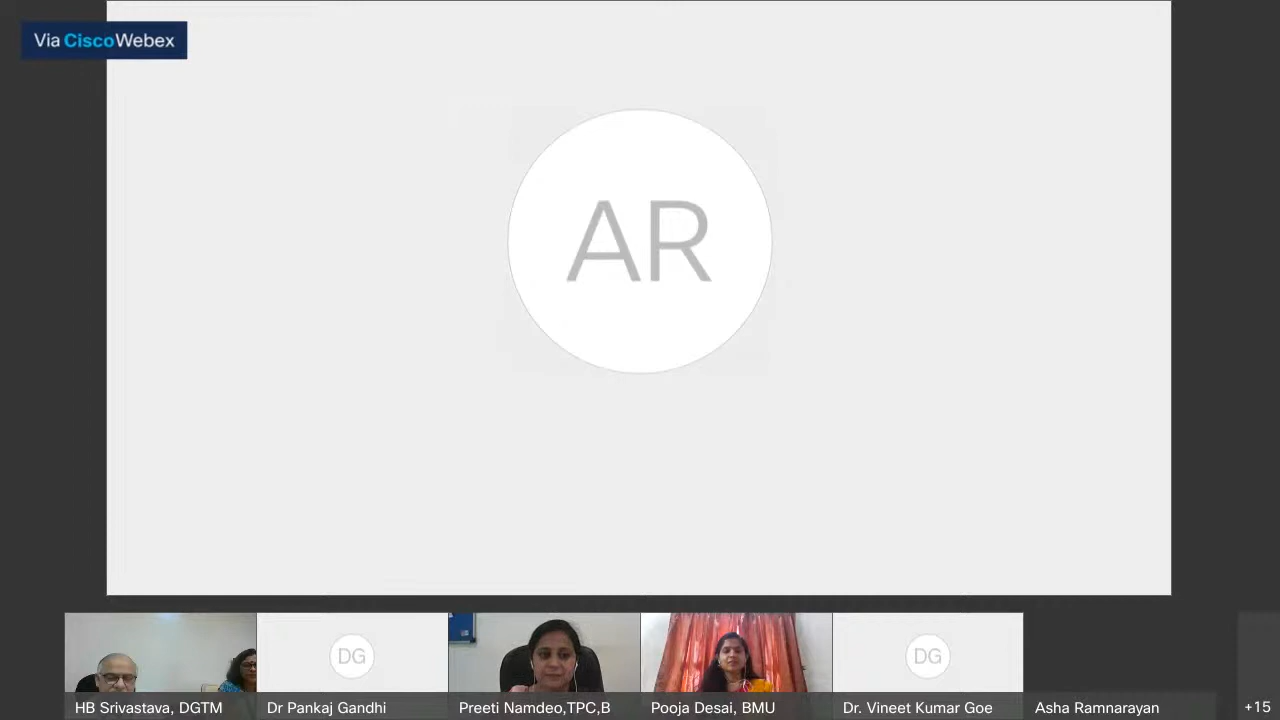 Via CiscoWebex
AR
DG
DG
HB Srivastava, DGTM
Dr Pankaj Gandhi
Preeti Namdeo,TPC,B
Pooja Desai, BMU
Dr. Vineet Kumar Goe
Asha Ramnarayan
+15